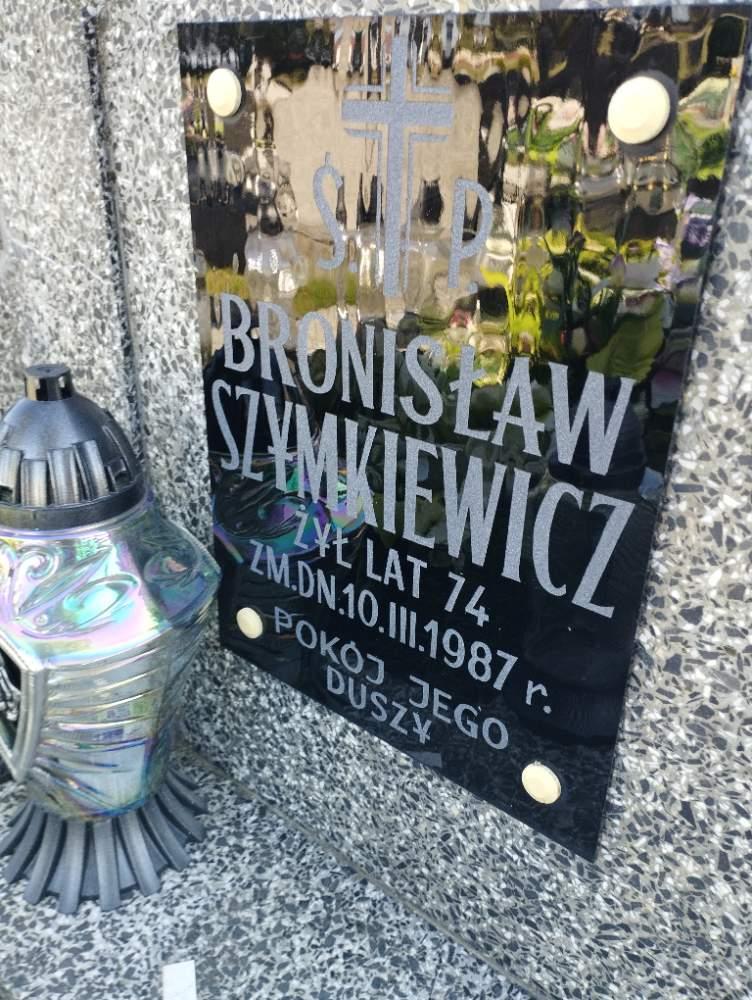 Ś. P.
BRONISŁAW
SZYMKIEWICZ
ŻYŁ LAT 74
ZM.DN.10.III.1987 r.
POKÓJ JEGO
DUSZY